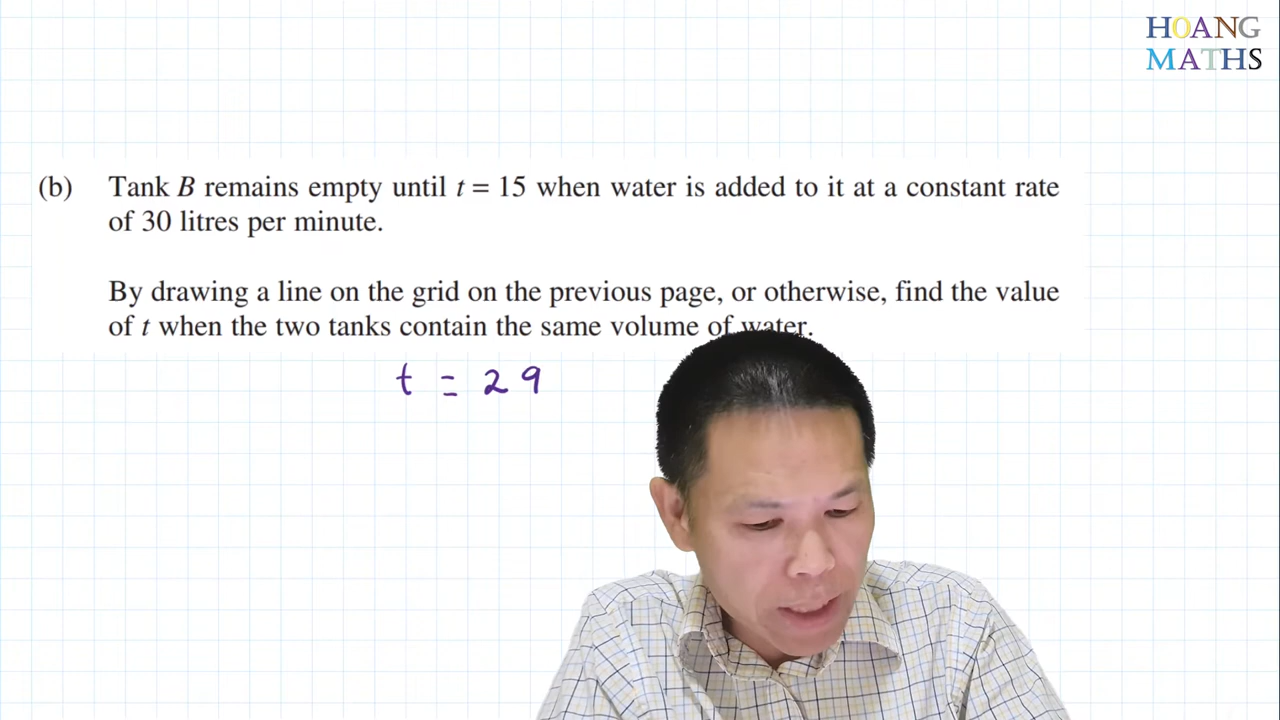 HOANG
MATHS
(b) Tank B remains empty until t = 15 when water is added to it at a constant rate
of 30 litres per minute.
By drawing a line on the grid on the previous page, or otherwise, find the value
of t when the two tanks contain the same volume of water.
t = 29